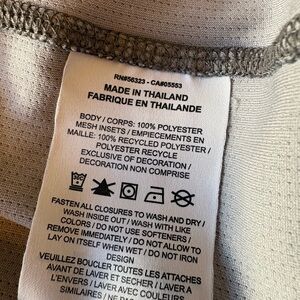 RN#56323 - CA#05553
MADE IN THAILAND
FABRIQUE EN THAILANDE
BODY / CORPS: 100% POLYESTER
MESH INSETS / EMPIECEMENTS EN
MAILLE: 100% RECYCLED POLYESTER /
POLYESTER RECYCLE
EXCLUSIVE OF DECORATION /
DECORATION NON COMPRISE
FASTEN ALL CLOSURES TO WASH AND DRY /
WASH INSIDE OUT / WASH WITH LIKE
COLORS / DO NOT USE SOFTENERS /
REMOVE IMMEDIATELY / DO NOT ALLOW TO
LAY ON ITSELF WHEN WET / DO NOT IRON
DESIGN
VEUILLEZ BOUCLER TOUTES LES ATTACHES
AVANT DE LAVER ET SECHER / LAVER A
L'ENVERS / LAVER AVEC COULEURS
SIMILAIRES / NE PAS